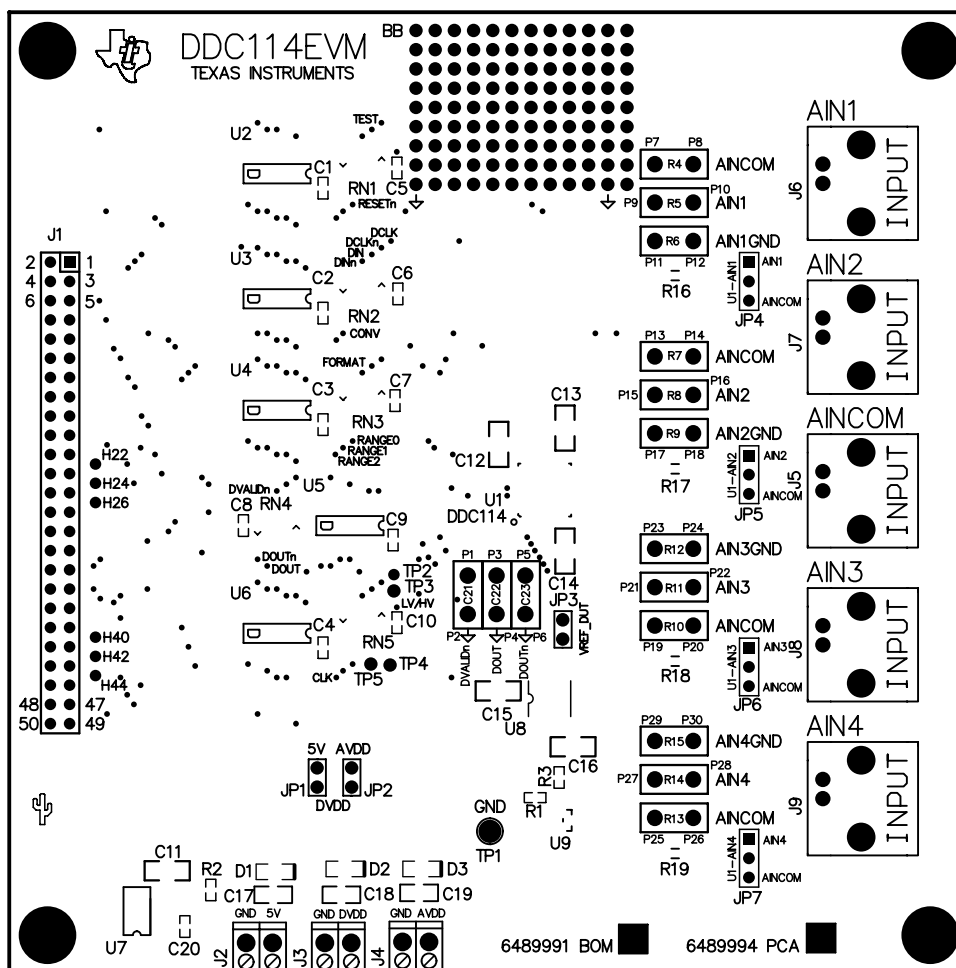 DDC114EVM
TEXAS INSTRUMENTS
BB
TEST
U2
C1
C5
RN1
RESETn
P7 P8
R4
AINCOM
P9
R5
P10
AIN1
R6
AIN1GND
P11 P12
R16
AIN1
U1-AIN1
AINCOM
JP4
AIN1
J6
INPUT
J1
2 1
4 3
6 5
DCLK
DCLKn
DIN
DINn
U3
C2
C6
RN2
CONV
AIN2
J7
INPUT
U4
FORMAT
C3
C7
RN3
RANGE0
RANGE1
RANGE2
P13 P14
R7
AINCOM
P15
R8
P16
AIN2
R9
AIN2GND
P17 P18
R17
AIN2
U1-AIN2
AINCOM
JP5
C13
C12
U1
DDC114
AINCOM
J5
INPUT
H22
H24
H26
U5
DVALIDn
RN4
C8
C9
DOUTn
DOUT
TP2
TP3
LV/HV
C10
U6
C4
RN5
CLK
TP5
TP4
P1 P3 P5
C21 C22 C23
P2 P4 P6
DVALIDn
DOUT
DOUTn
C14
JP3
VREF_DUT
P23 P24
R12
AIN3GND
P21
R11
P22
AIN3
R10
AINCOM
P19 P20
R18
AIN3
U1-AIN3
AINCOM
JP6
AIN3
J8
INPUT
H40
H42
H44
48 47
50 49
C15
U8
C16
R3
R1
U9
P29 P30
R15
AIN4GND
P27
R14
P28
AIN4
R13
AINCOM
P25 P26
R19
AIN4
U1-AIN4
AINCOM
JP7
AIN4
J9
INPUT
5V AVDD
JP1 JP2
DVDD
GND
TP1
C11
R2
U7
C20
D1
C17
GND 5V
J2
D2
C18
GND DVDD
J3
D3
C19
GND AVDD
J4
6489991 BOM
6489994 PCA